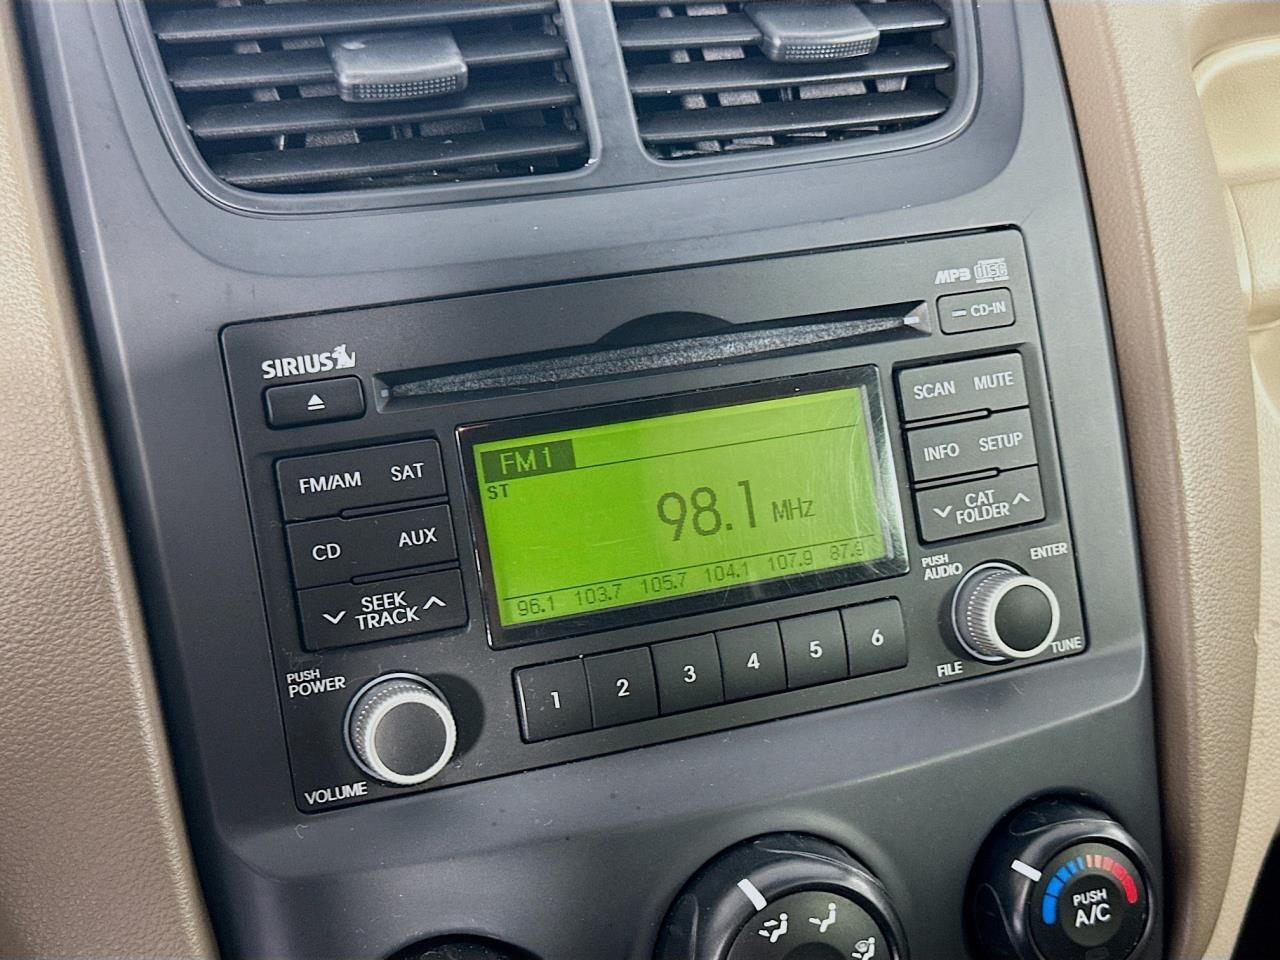 MP3 disc
CD-IN
SIRIUS
SCAN MUTE
FM/AM SAT
FM1
ST
98.1 MHz
96.1 103.7 105.7 104.1 107.9 87.9
INFO SETUP
CD AUX
CAT
FOLDER
SEEK
TRACK
PUSH
AUDIO
ENTER
PUSH
POWER
1 2 3 4 5 6
FILE
TUNE
VOLUME
PUSH
A/C